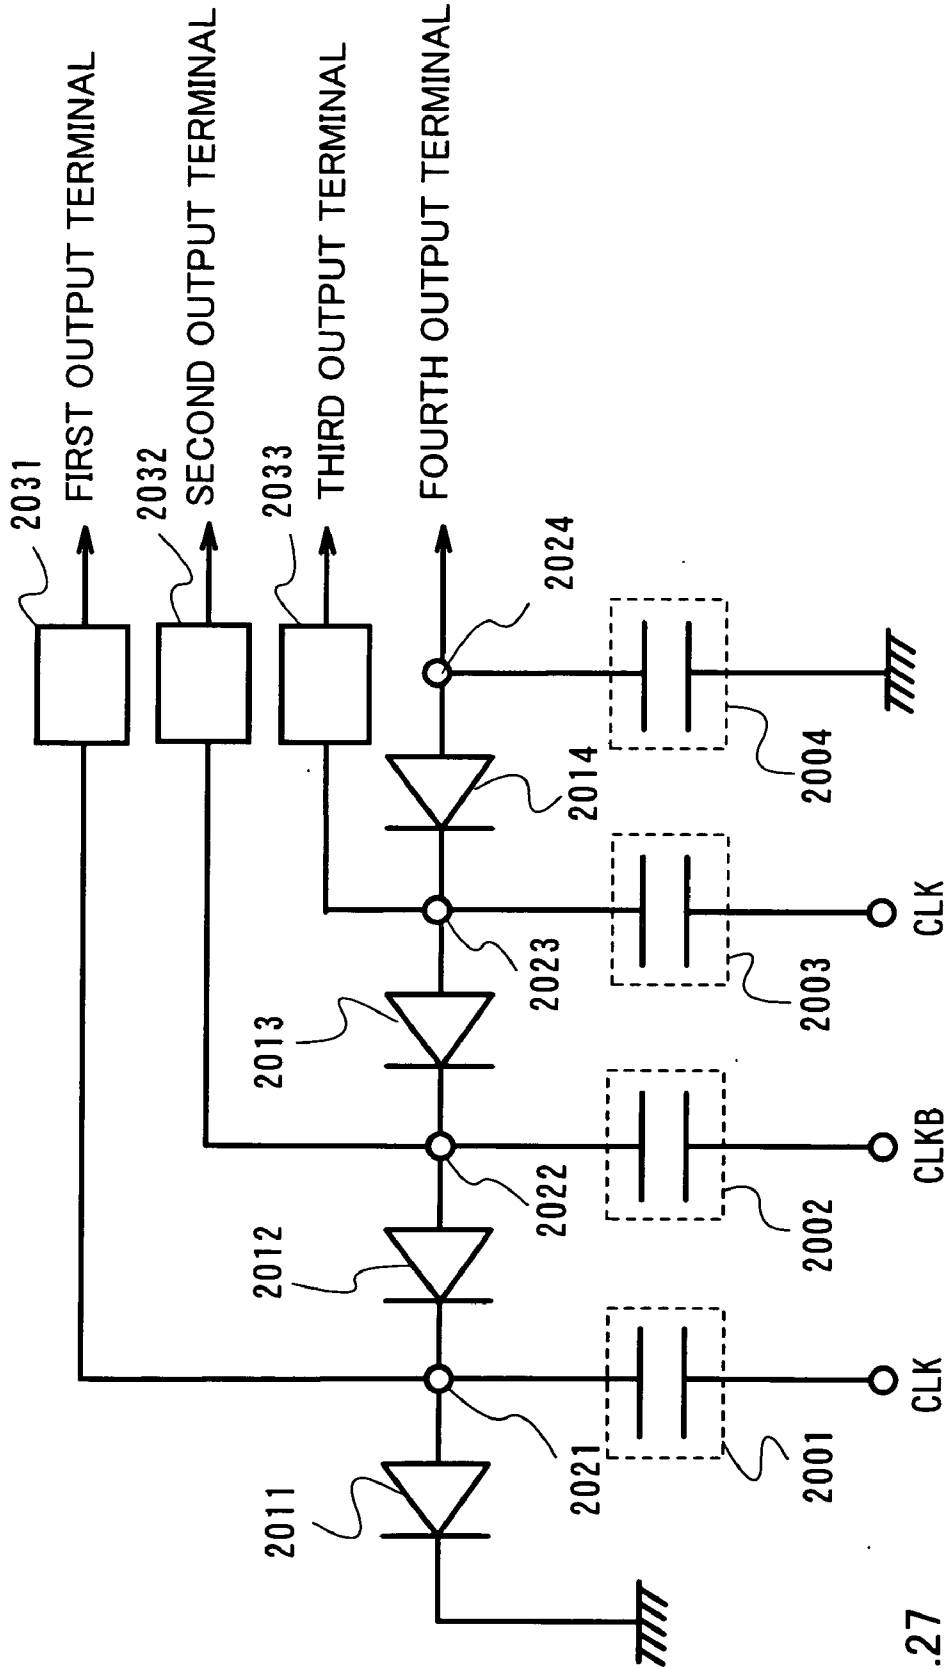 2031
FIRST OUTPUT TERMINAL
2032
SECOND OUTPUT TERMINAL
2033
THIRD OUTPUT TERMINAL
FOURTH OUTPUT TERMINAL
2024
2011
2012
2013
2014
2021
2022
2023
2001
2002
2003
2004
CLK
CLKB
CLK
.27